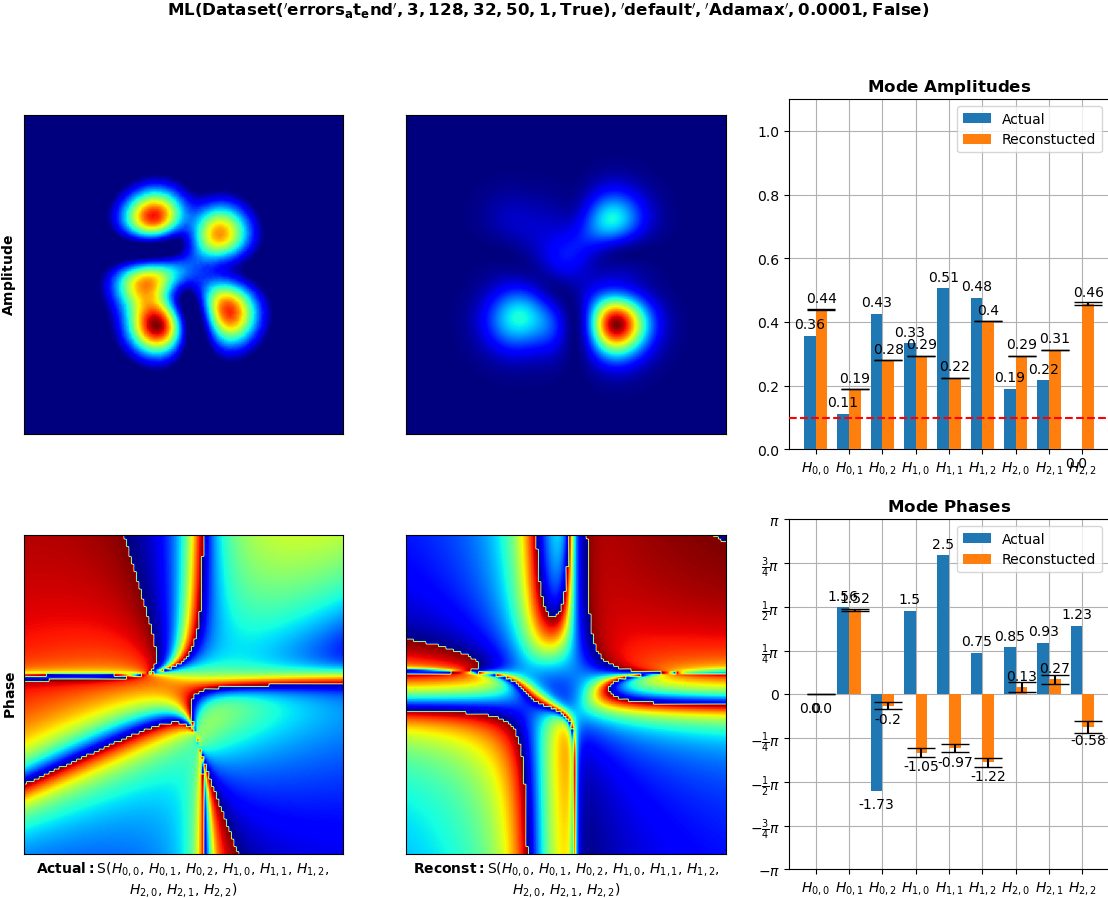 ML(Dataset('errors_at_end', 3, 128, 32, 50, 1, True), 'default', 'Adamax', 0.0001, False)
Amplitude
Mode Amplitudes
Actual
Reconstucted
1.0
0.8
0.6
0.4
0.2
0.0
0.36 0.44
0.11 0.19
0.43 0.28
0.33 0.29
0.51 0.22
0.48 0.4
0.19 0.29
0.22 0.31
0.0 0.46
H0,0 H0,1 H0,2 H1,0 H1,1 H1,2 H2,0 H2,1 H2,2
Phase
Actual: S(H0,0, H0,1, H0,2, H1,0, H1,1, H1,2,
H2,0, H2,1, H2,2)
Reconst: S(H0,0, H0,1, H0,2, H1,0, H1,1, H1,2,
H2,0, H2,1, H2,2)
Mode Phases
Actual
Reconstucted
π
3/4π
1/2π
1/4π
0
−1/4π
−1/2π
−3/4π
−π
0.0 0.0
1.56 1.52
-1.73 -0.2
1.5 -1.05
2.5 -0.97
0.75 -1.22
0.85 0.13
0.93 0.27
1.23 -0.58
H0,0 H0,1 H0,2 H1,0 H1,1 H1,2 H2,0 H2,1 H2,2